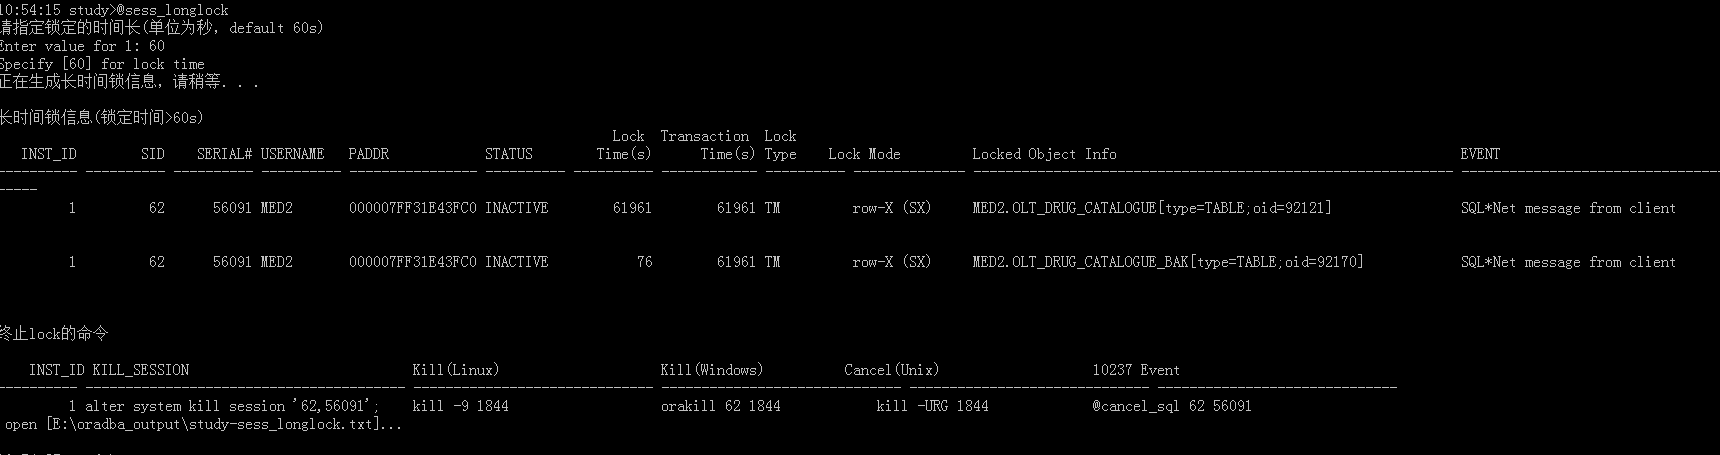 10:54:15 study>@sess_longlock
请指定锁定的时间长(单位为秒, default 60s)
Enter value for 1: 60
Specify [60] for lock time
正在生成长时间锁信息, 请稍等. . .
长时间锁信息(锁定时间>60s)
Lock Transaction Lock
INST_ID SID SERIAL# USERNAME PADDR STATUS Time(s) Time(s) Type Lock Mode Locked Object Info EVENT
1 62 56091 MED2 000007FF31E43FC0 INACTIVE 61961 61961 TM row-X (SX) MED2.OLT_DRUG_CATALOGUE[type=TABLE;oid=92121] SQL*Net message from client
1 62 56091 MED2 000007FF31E43FC0 INACTIVE 76 61961 TM row-X (SX) MED2.OLT_DRUG_CATALOGUE_BAK[type=TABLE;oid=92170] SQL*Net message from client
终止lock的命令
INST_ID KILL_SESSION Kill(Linux) Kill(Windows) Cancel(Unix) 10237 Event
1 alter system kill session '62,56091'; kill -9 1844 orakill 62 1844 kill -URG 1844 @cancel_sql 62 56091
open [E:\oradba_output\study-sess_longlock.txt]...